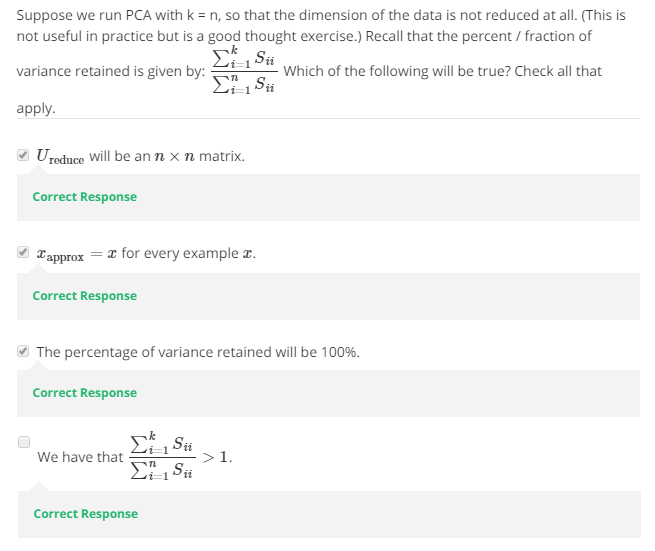 Suppose we run PCA with k = n, so that the dimension of the data is not reduced at all. (This is
not useful in practice but is a good thought exercise.) Recall that the percent / fraction of
variance retained is given by: \frac{\sum_{i=1}^{k} S_{ii}}{\sum_{i=1}^{n} S_{ii}} Which of the following will be true? Check all that
apply.
U_{reduce} will be an n × n matrix.
Correct Response
x_{approx} = x for every example x.
Correct Response
The percentage of variance retained will be 100%.
Correct Response
We have that \frac{\sum_{i=1}^{k} S_{ii}}{\sum_{i=1}^{n} S_{ii}} > 1.
Correct Response